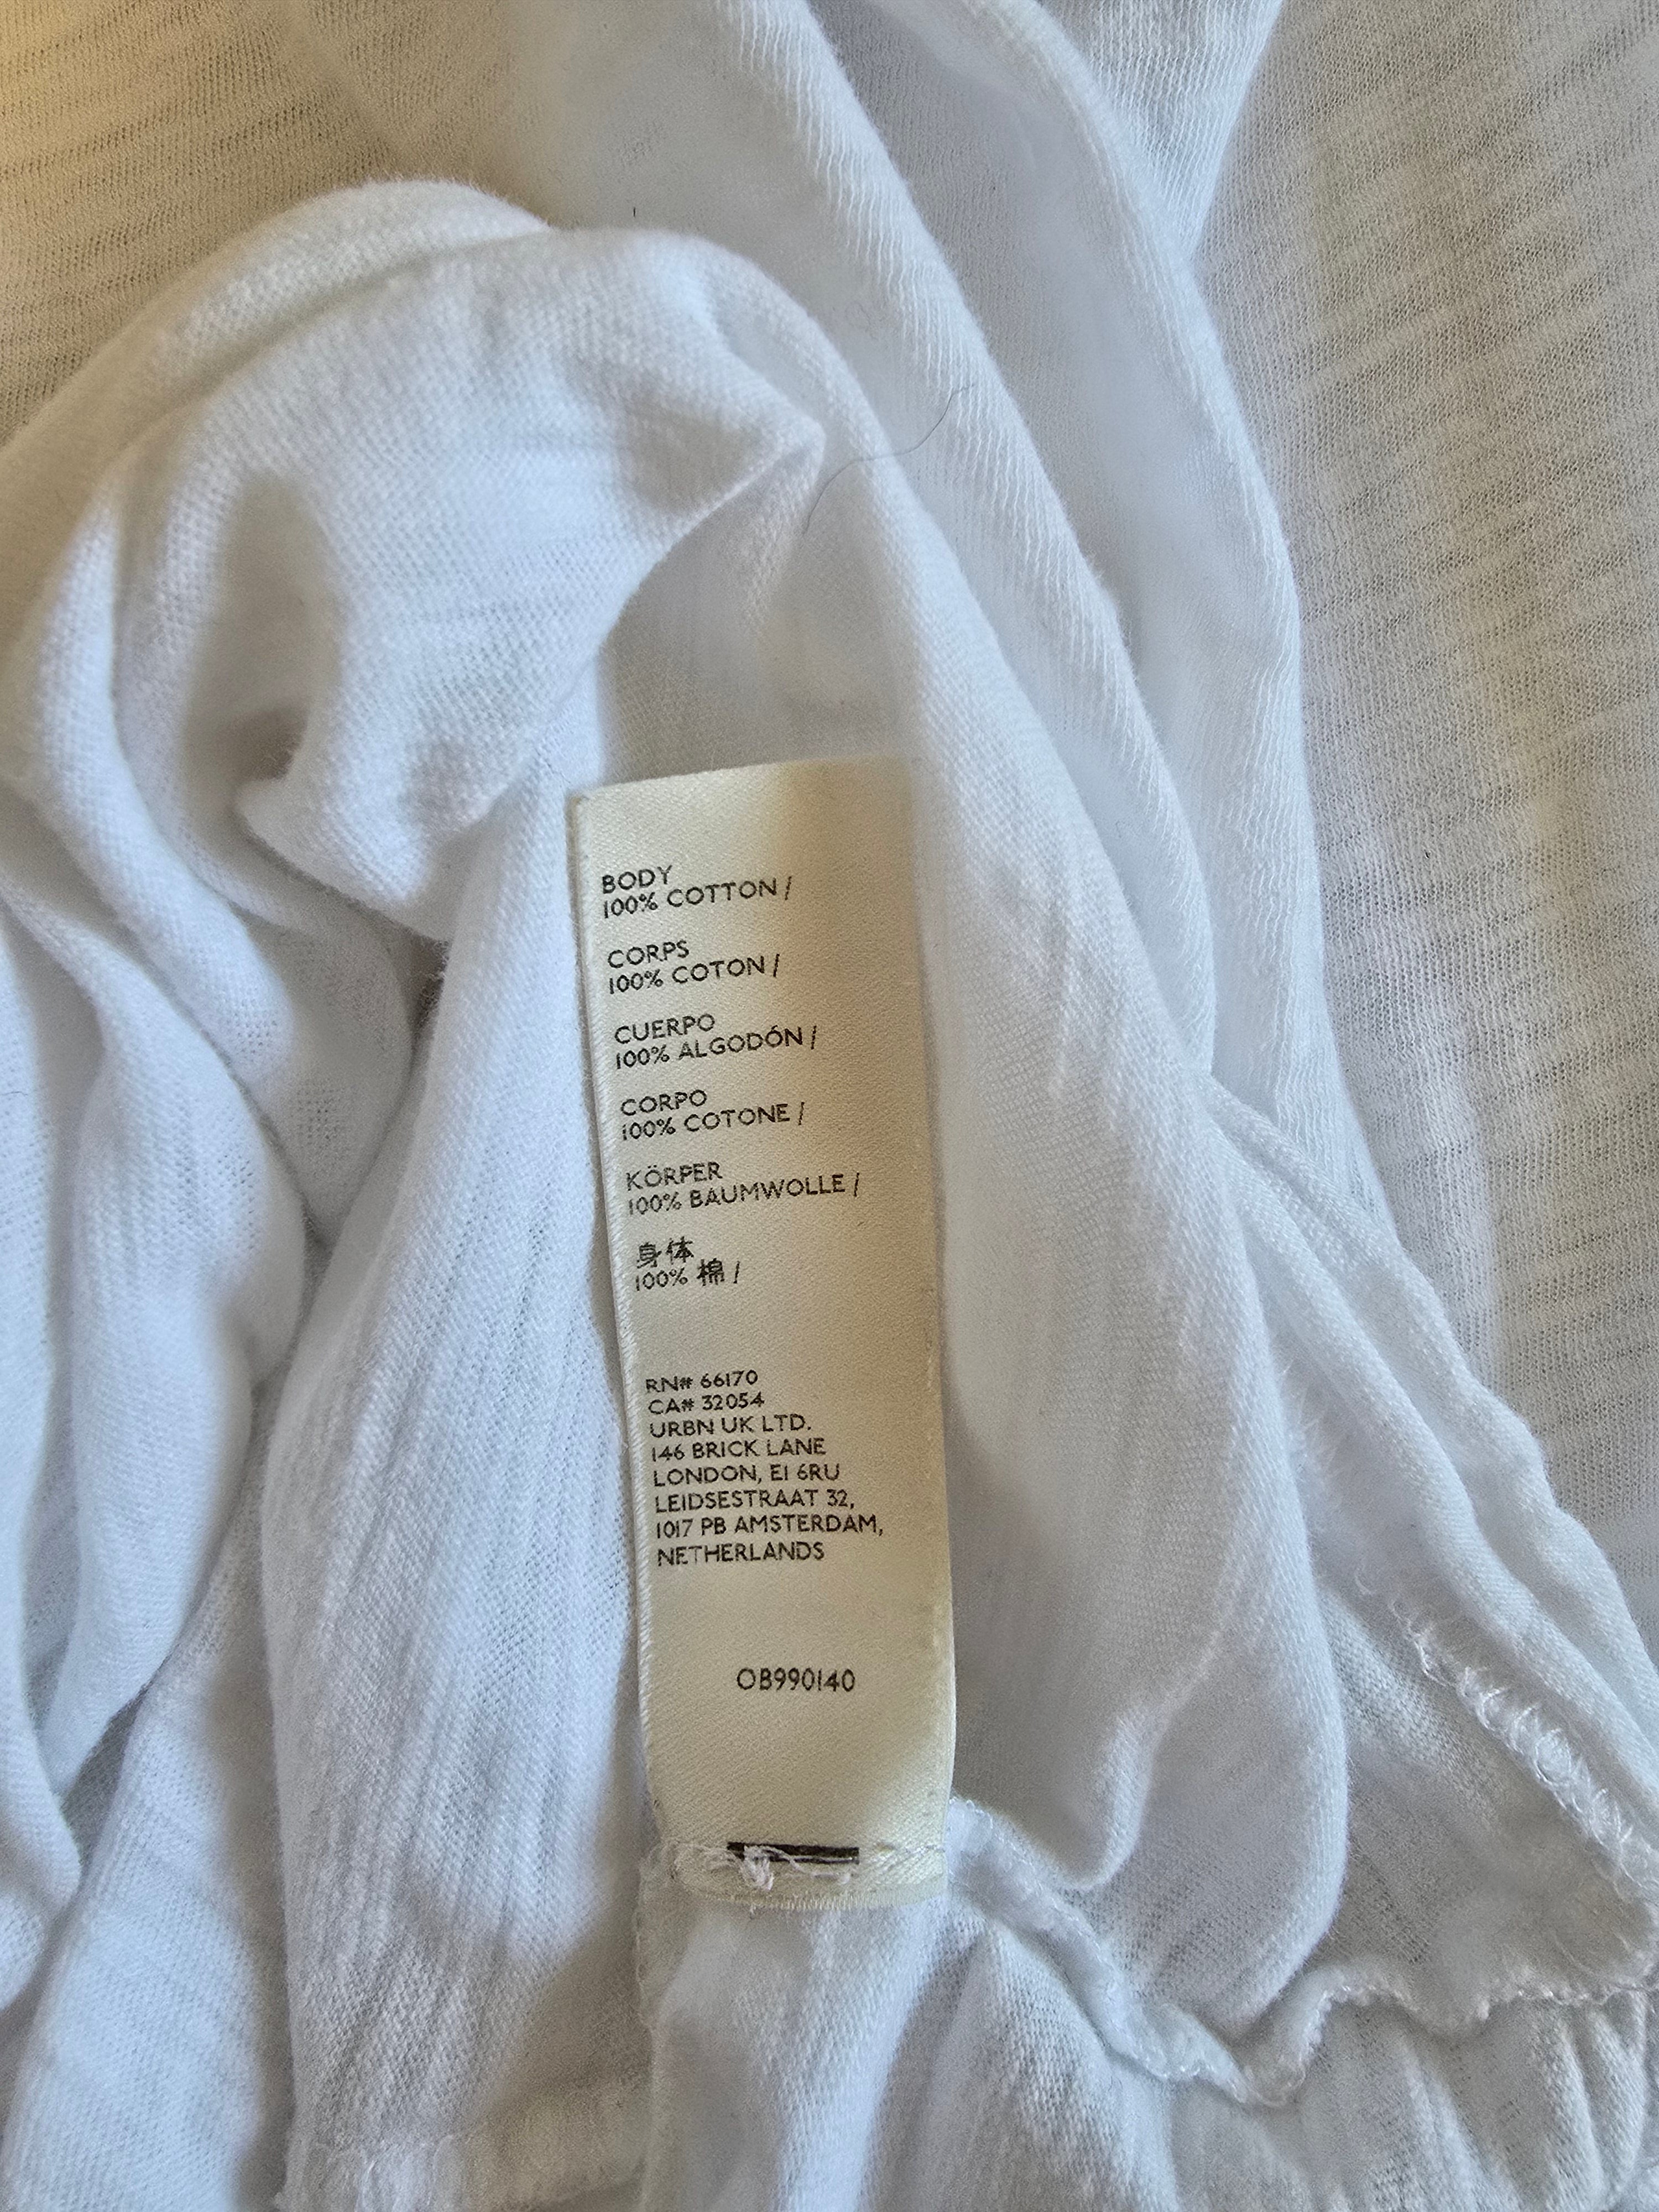 BODY
100% COTTON /
CORPS
100% COTON /
CUERPO
100% ALGODÓN /
CORPO
100% COTONE /
KÖRPER
100% BAUMWOLLE /
身体
100% 棉 /
RN# 66170
CA# 32054
URBN UK LTD.
146 BRICK LANE
LONDON, E1 6RU
LEIDSESTRAAT 32,
1017 PB AMSTERDAM,
NETHERLANDS
OB990140